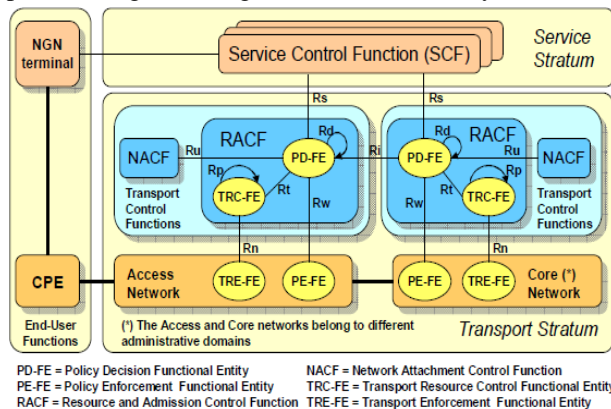 NGN
terminal
Service Control Function (SCF)
Service
Stratum
Rs
Rs
RACF
RACF
NACF
Ru
Rd
PD-FE
Ri
Rd
PD-FE
Ru
NACF
Rp
TRC-FE
Rt
Rw
Rw
Rt
Rp
TRC-FE
Transport
Control
Functions
Transport
Control
Functions
Rn
Rn
CPE
Access
Network
TRE-FE
PE-FE
PE-FE
TRE-FE
Core (*)
Network
End-User
Functions
(*) The Access and Core networks belong to different
administrative domains
Transport Stratum
PD-FE = Policy Decision Functional Entity
NACF = Network Attachment Control Function
PE-FE = Policy Enforcement Functional Entity
TRC-FE = Transport Resource Control Functional Entity
RACF = Resource and Admission Control Function
TRE-FE = Transport Enforcement Functional Entity